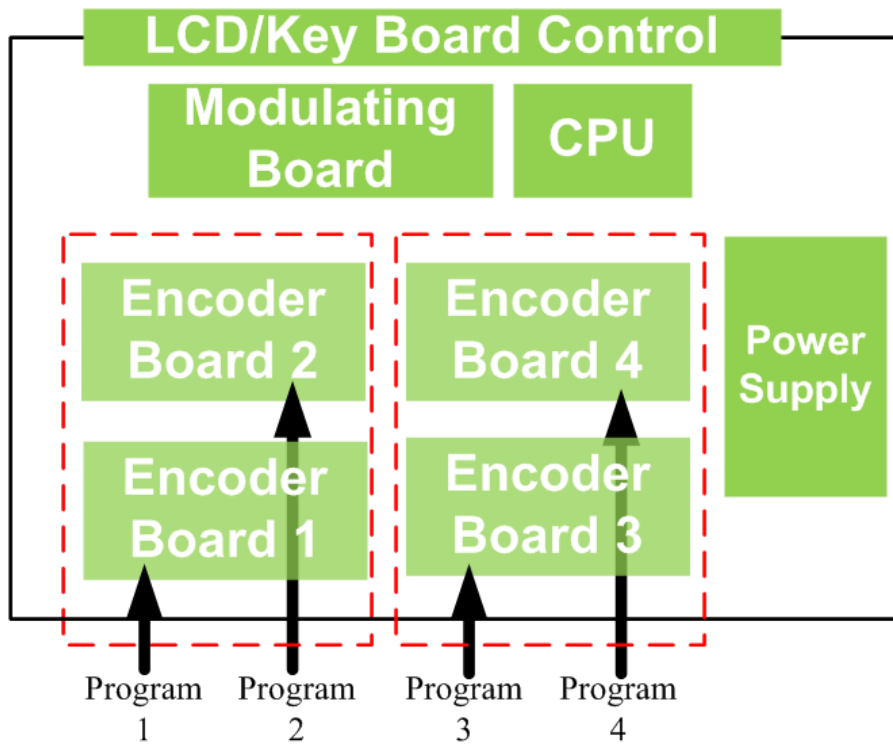 LCD/Key Board Control
Modulating
Board
CPU
Encoder
Board 2
Encoder
Board 4
Power
Supply
Encoder
Board 1
Encoder
Board 3
Program
1
Program
2
Program
3
Program
4